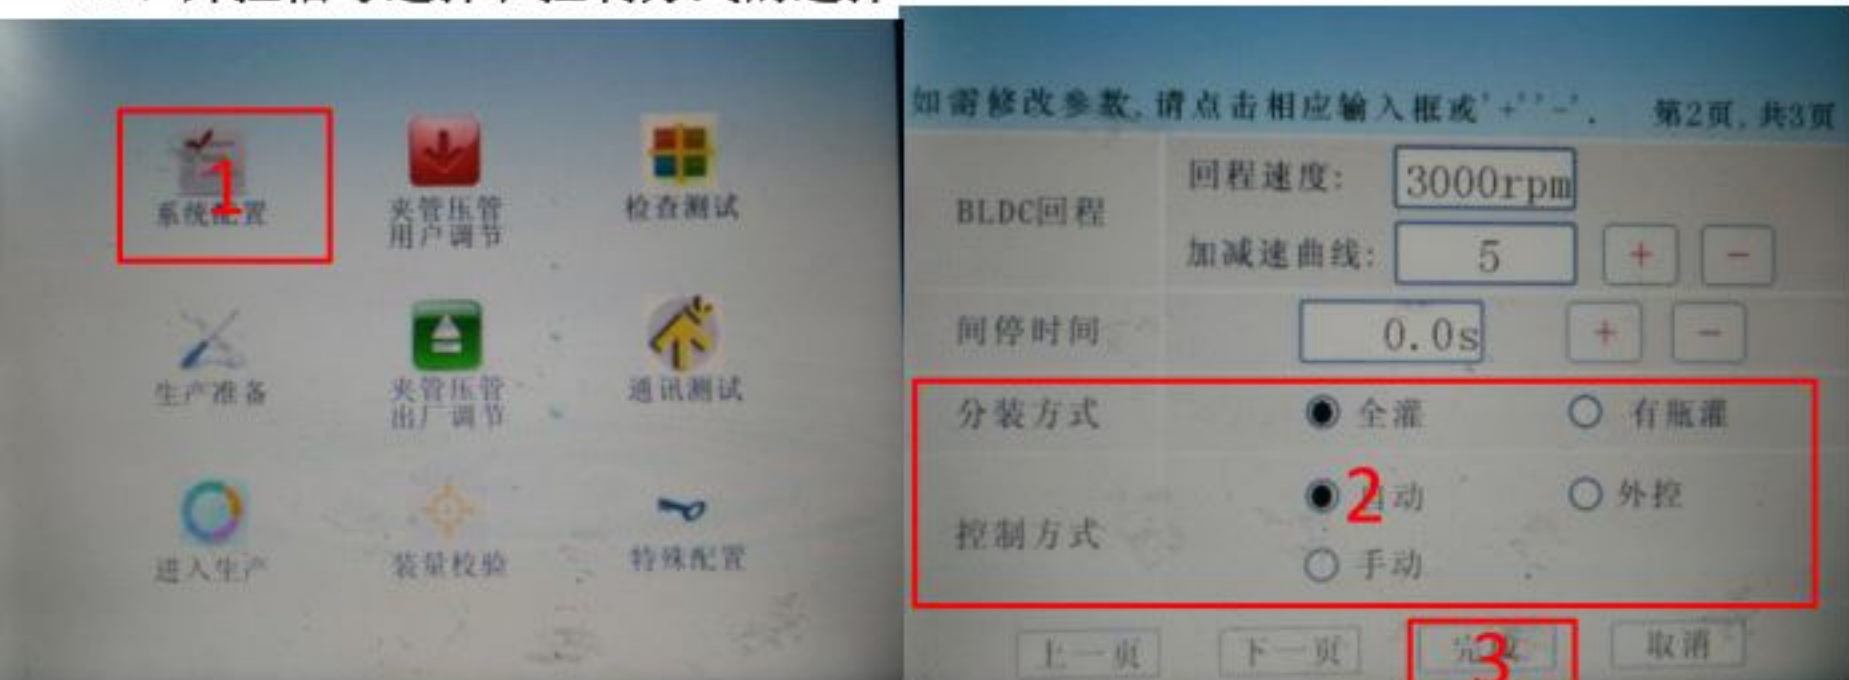 系统配置
1
夹管压管
用户调节
检查测试
生产准备
夹管压管
出厂调节
通讯测试
进入生产
装量校验
特殊配置
如需修改参数,请点击相应输入框或'+''-'. 第2页,共3页
BLDC回程
回程速度: 3000rpm
加减速曲线: 5 + -
间停时间 0.0s + -
分装方式 全灌 有瓶灌
控制方式 自动 外控
2
手动
上一页 下一页 完成 取消
3